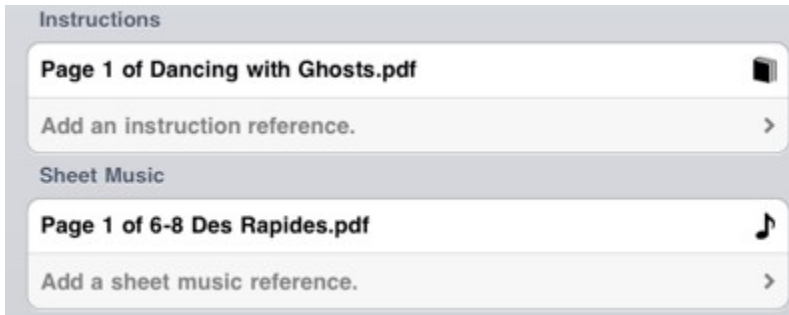 Instructions
Page 1 of Dancing with Ghosts.pdf
Add an instruction reference.
Sheet Music
Page 1 of 6-8 Des Rapides.pdf
Add a sheet music reference.